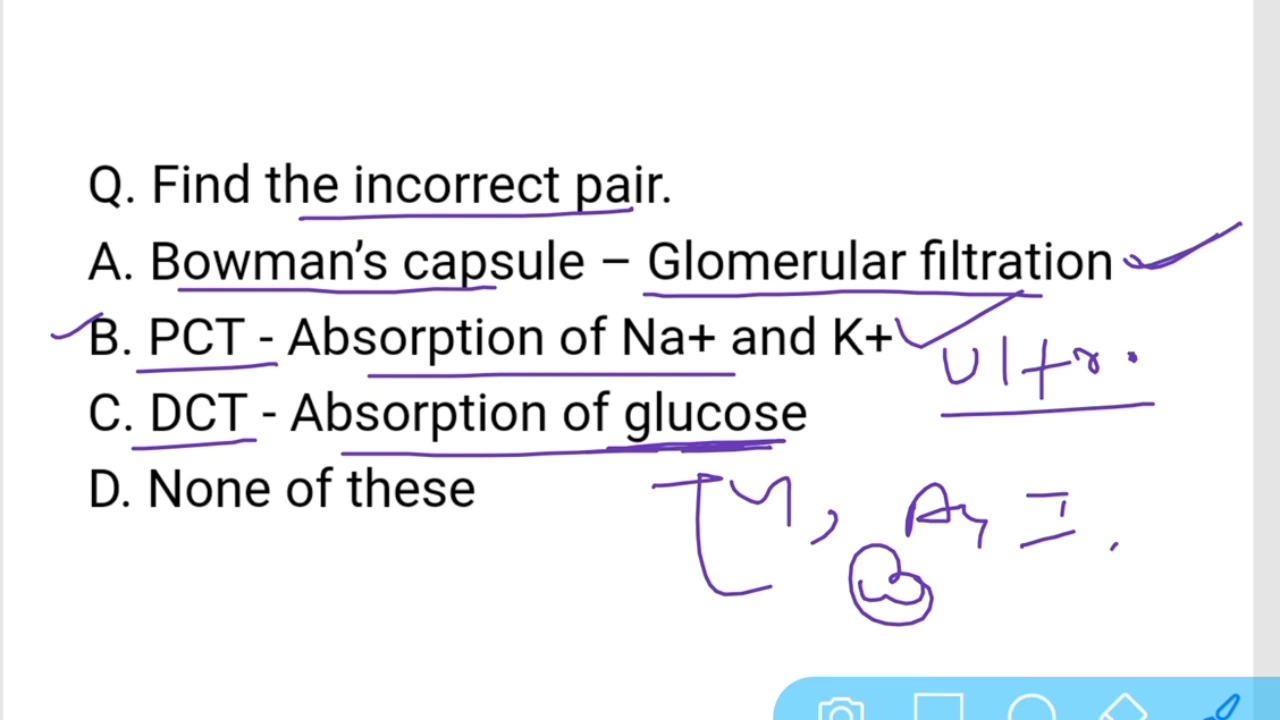 Q. Find the incorrect pair.
A. Bowman’s capsule – Glomerular filtration
B. PCT - Absorption of Na+ and K+
Ultr.
C. DCT - Absorption of glucose
D. None of these